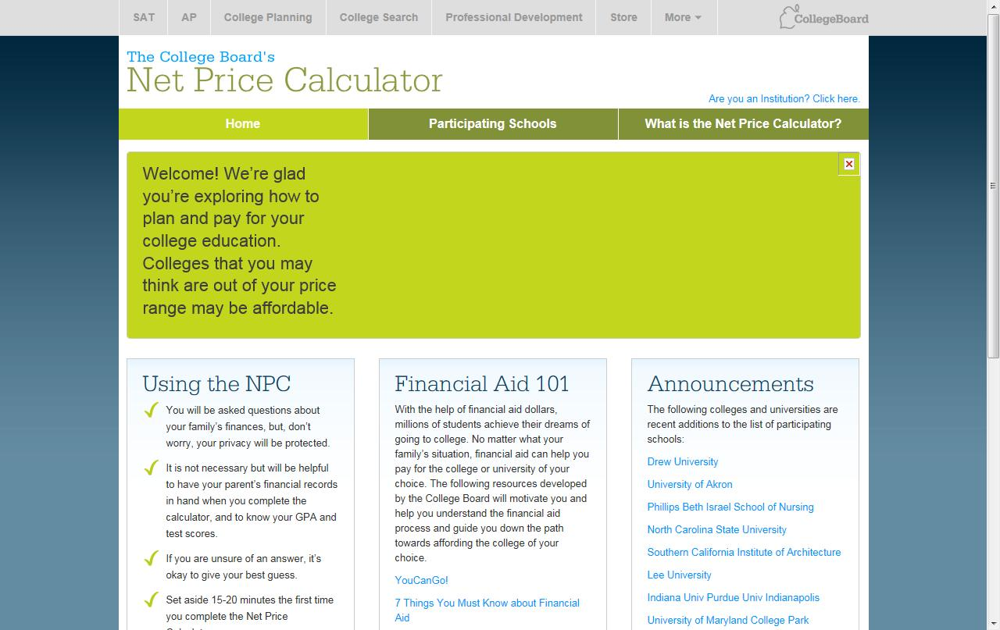 SAT AP College Planning College Search Professional Development Store More CollegeBoard
The College Board's
Net Price Calculator
Are you an Institution? Click here.
Home Participating Schools What is the Net Price Calculator?
Welcome! We’re glad
you’re exploring how to
plan and pay for your
college education.
Colleges that you may
think are out of your price
range may be affordable.
Using the NPC
You will be asked questions about
your family’s finances, but, don’t
worry, your privacy will be protected.
It is not necessary but will be helpful
to have your parent’s financial records
in hand when you complete the
calculator, and to know your GPA and
test scores.
If you are unsure of an answer, it’s
okay to give your best guess.
Set aside 15-20 minutes the first time
you complete the Net Price
Financial Aid 101
With the help of financial aid dollars,
millions of students achieve their dreams of
going to college. No matter what your
family’s situation, financial aid can help you
pay for the college or university of your
choice. The following resources developed
by the College Board will motivate you and
help you understand the financial aid
process and guide you down the path
towards affording the college of your
choice.
YouCanGo!
7 Things You Must Know about Financial
Aid
Announcements
The following colleges and universities are
recent additions to the list of participating
schools:
Drew University
University of Akron
Phillips Beth Israel School of Nursing
North Carolina State University
Southern California Institute of Architecture
Lee University
Indiana Univ Purdue Univ Indianapolis
University of Maryland College Park